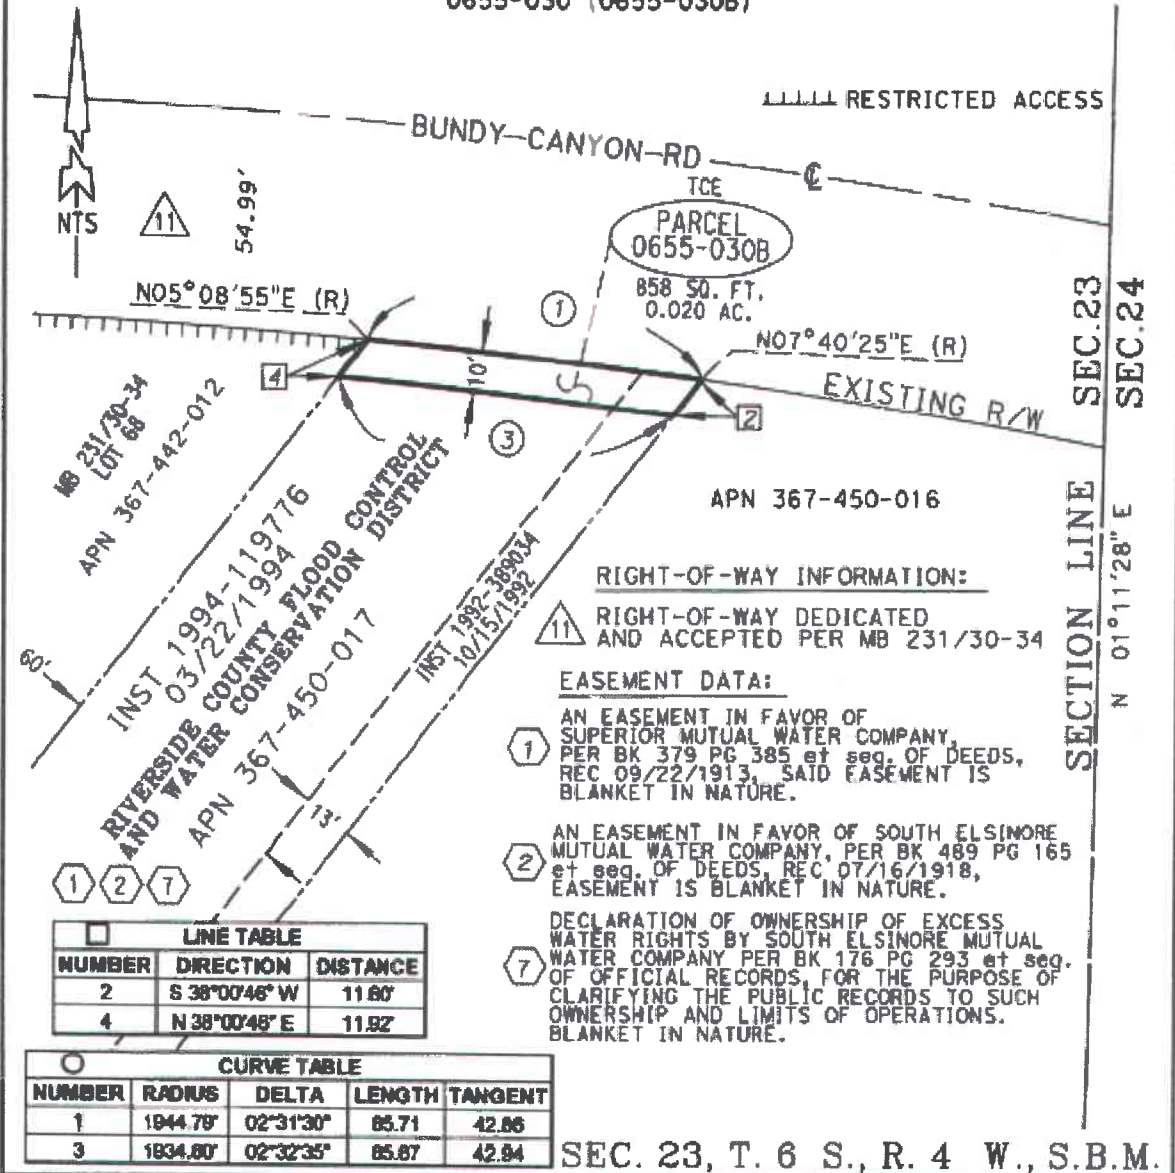 0655-030 (0655-030B)
RESTRICTED ACCESS
BUNDY CANYON RD
℄
TCE
NTS
11
54.99'
PARCEL
0655-030B
858 SQ. FT.
0.020 AC.
N05°08'55"E (R)
1
N07°40'25"E (R)
SEC.23
SEC.24
4
10'
2
EXISTING R/W
3
MB 231/30-34
LOT 68
APN 367-442-012
APN 367-450-016
SECTION LINE
N 01°11'28" E
INST 1994-119776
03/22/1994
RIVERSIDE COUNTY FLOOD CONTROL
AND WATER CONSERVATION DISTRICT
APN 367-450-017
INST 1992-389034
10/15/1992
60'
13'
1 2 7
RIGHT-OF-WAY INFORMATION:
11 RIGHT-OF-WAY DEDICATED
AND ACCEPTED PER MB 231/30-34
EASEMENT DATA:
1 AN EASEMENT IN FAVOR OF
SUPERIOR MUTUAL WATER COMPANY,
PER BK 379 PG 385 et seq. OF DEEDS,
REC 09/22/1913, SAID EASEMENT IS
BLANKET IN NATURE.
2 AN EASEMENT IN FAVOR OF SOUTH ELSINORE
MUTUAL WATER COMPANY, PER BK 489 PG 165
et seq. OF DEEDS, REC 07/16/1918,
EASEMENT IS BLANKET IN NATURE.
7 DECLARATION OF OWNERSHIP OF EXCESS
WATER RIGHTS BY SOUTH ELSINORE MUTUAL
WATER COMPANY PER BK 176 PG 293 et seq.
OF OFFICIAL RECORDS, FOR THE PURPOSE OF
CLARIFYING THE PUBLIC RECORDS TO SUCH
OWNERSHIP AND LIMITS OF OPERATIONS.
BLANKET IN NATURE.
LINE TABLE
NUMBER DIRECTION DISTANCE
2 S 38°00'46" W 11.80'
4 N 38°00'46" E 11.92'
CURVE TABLE
NUMBER RADIUS DELTA LENGTH TANGENT
1 1944.79' 02°31'30" 85.71 42.86
3 1934.80' 02°32'35" 85.87 42.94
SEC. 23, T. 6 S., R. 4 W., S.B.M.